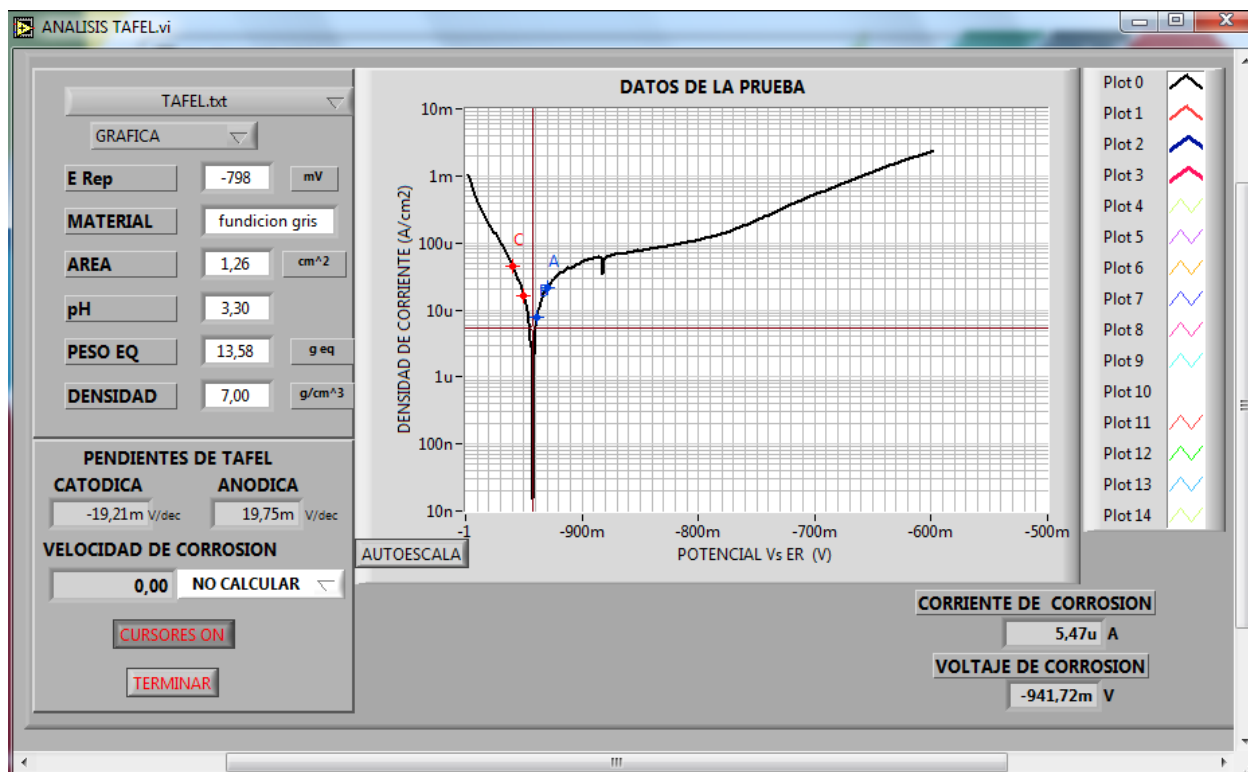 ANALISIS TAFEL.vi
TAFEL.txt
GRAFICA
E Rep -798 mV
MATERIAL fundicion gris
AREA 1,26 cm^2
pH 3,30
PESO EQ 13,58 g eq
DENSIDAD 7,00 g/cm^3
PENDIENTES DE TAFEL
CATODICA ANODICA
-19,21m V/dec 19,75m V/dec
VELOCIDAD DE CORROSION
0,00 NO CALCULAR
CURSORES ON
TERMINAR
DATOS DE LA PRUEBA
DENSIDAD DE CORRIENTE (A/cm2)
10m
1m
100u
10u
1u
100n
10n
C
A
B
-1 -900m -800m -700m -600m -500m
POTENCIAL Vs ER (V)
AUTOESCALA
Plot 0
Plot 1
Plot 2
Plot 3
Plot 4
Plot 5
Plot 6
Plot 7
Plot 8
Plot 9
Plot 10
Plot 11
Plot 12
Plot 13
Plot 14
CORRIENTE DE CORROSION
5,47u A
VOLTAJE DE CORROSION
-941,72m V